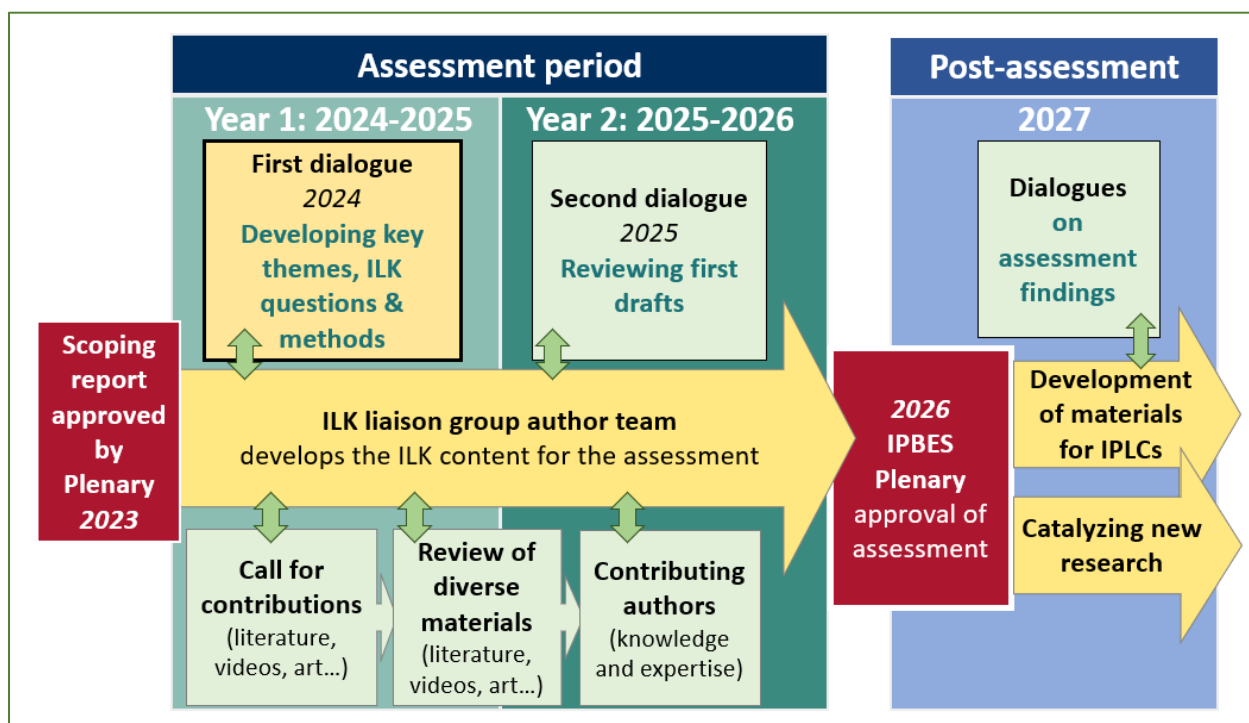 Assessment period
Post-assessment
Year 1: 2024-2025
Year 2: 2025-2026
2027
First dialogue
2024
Developing key
themes, ILK
questions &
methods
Second dialogue
2025
Reviewing first
drafts
Dialogues
on
assessment
findings
Scoping
report
approved
by
Plenary
2023
ILK liaison group author team
develops the ILK content for the assessment
2026
IPBES
Plenary
approval of
assessment
Development
of materials
for IPLCs
Catalyzing new
research
Call for
contributions
(literature,
videos, art…)
Review of
diverse
materials
(literature,
videos, art…)
Contributing
authors
(knowledge
and expertise)